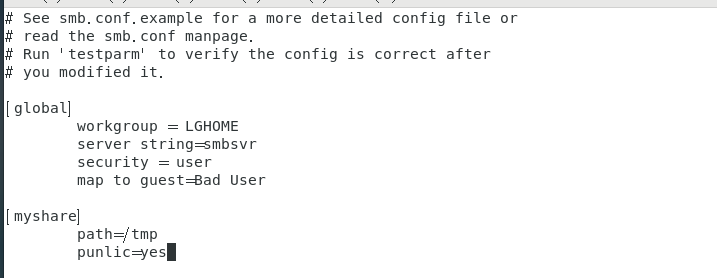 # See smb.conf.example for a more detailed config file or
# read the smb.conf manpage.
# Run 'testparm' to verify the config is correct after
# you modified it.
[global]
workgroup = LGHOME
server string=smbsvr
security = user
map to guest=Bad User
[myshare]
path=/tmp
punlic=yes